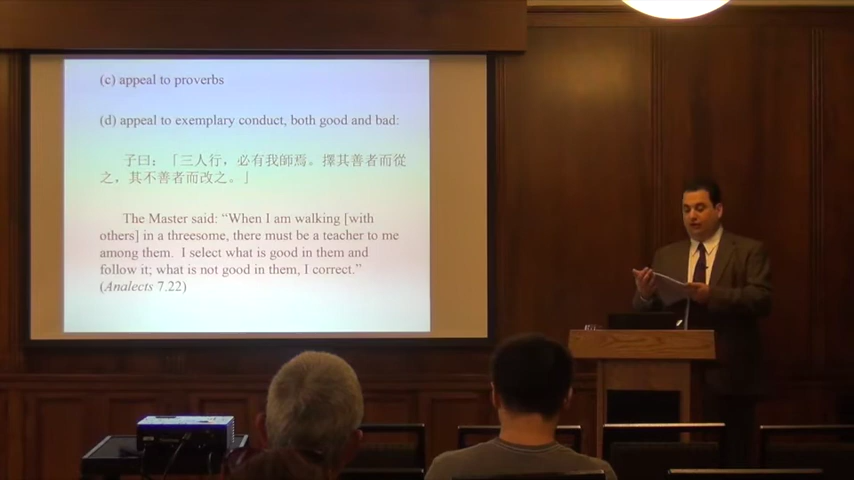 (c) appeal to proverbs
(d) appeal to exemplary conduct, both good and bad:
子曰：「三人行，必有我師焉。擇其善者而從
之，其不善者而改之。」
The Master said: “When I am walking [with
others] in a threesome, there must be a teacher to me
among them.  I select what is good in them and
follow it; what is not good in them, I correct.”
(Analects 7.22)